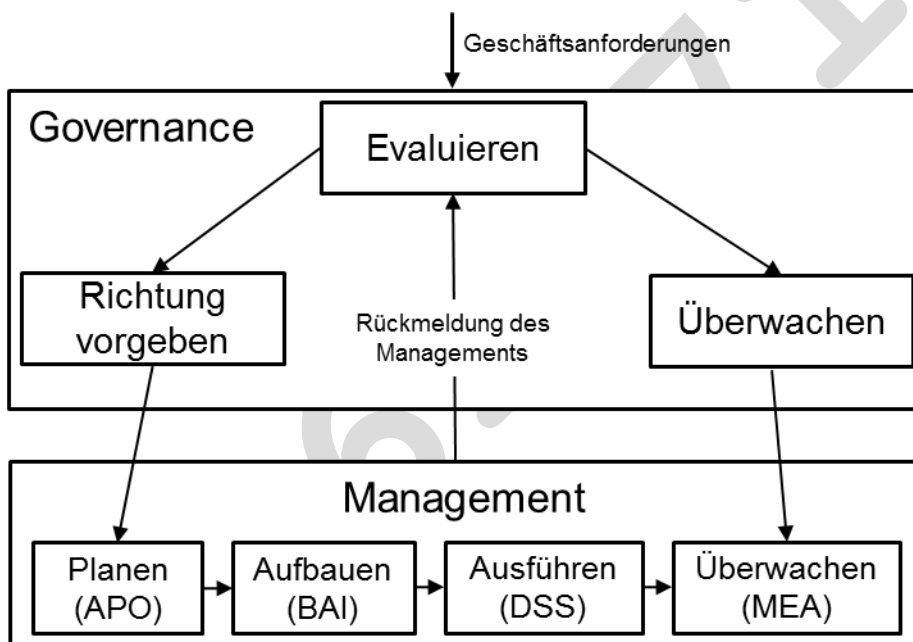 Geschäftsanforderungen
Governance
Evaluieren
Richtung
vorgeben
Rückmeldung des
Managements
Überwachen
Management
Planen
(APO)
Aufbauen
(BAI)
Ausführen
(DSS)
Überwachen
(MEA)